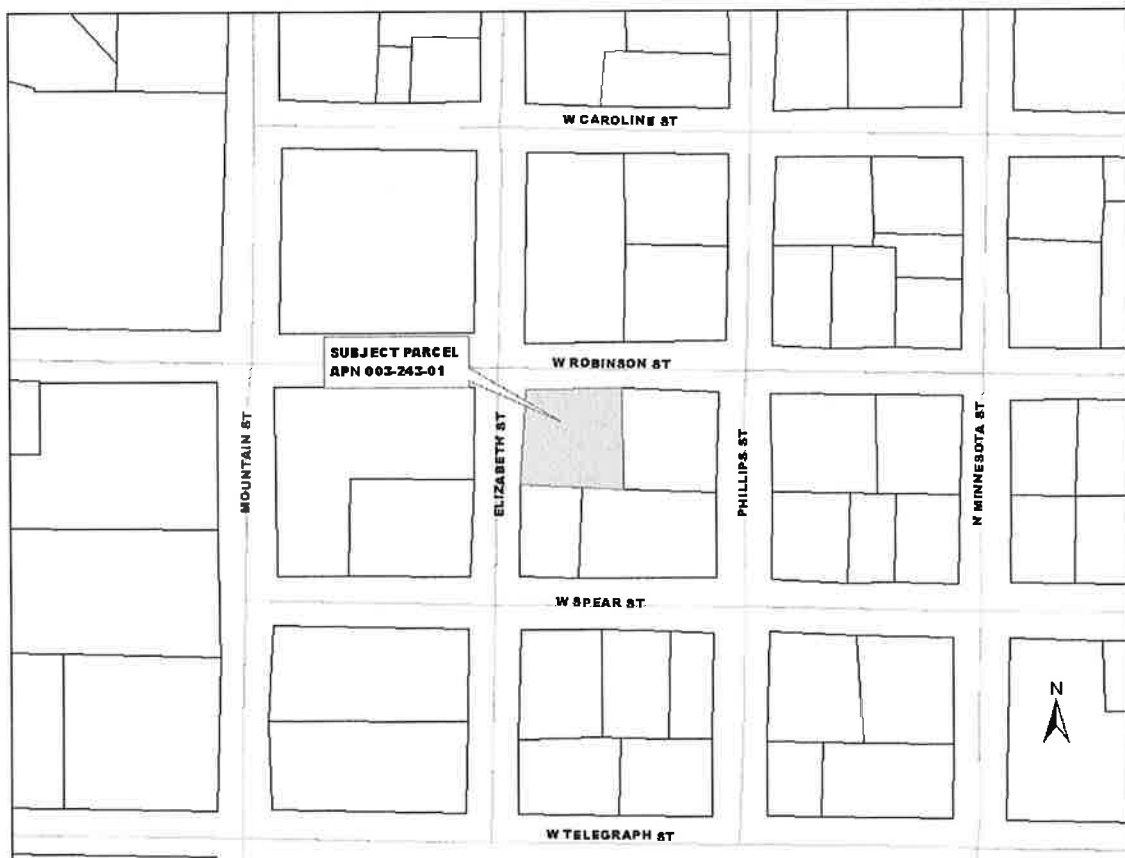 W CAROLINE ST
SUBJECT PARCEL
APN 003-243-01
W ROBINSON ST
MOUNTAIN ST
ELIZABETH ST
PHILLIPS ST
N MINNESOTA ST
W SPEAR ST
N
W TELEGRAPH ST